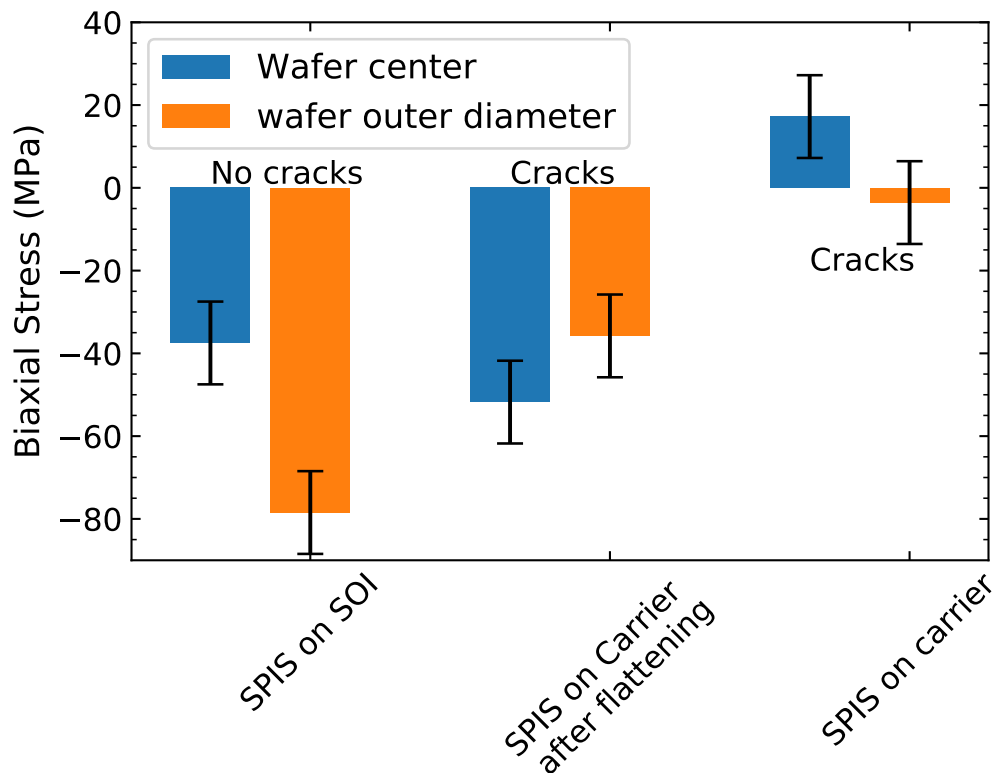 40
20
0
−20
−40
−60
−80
Biaxial Stress (MPa)
Wafer center
wafer outer diameter
No cracks
Cracks
Cracks
SPIS on SOI
SPIS on Carrier
after flattening
SPIS on carrier